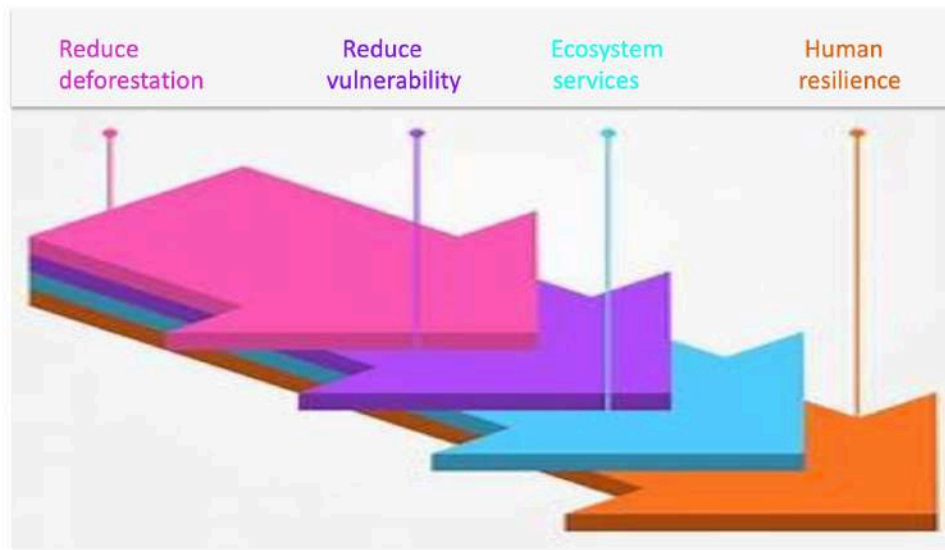 Reduce
deforestation
Reduce
vulnerability
Ecosystem
services
Human
resilience